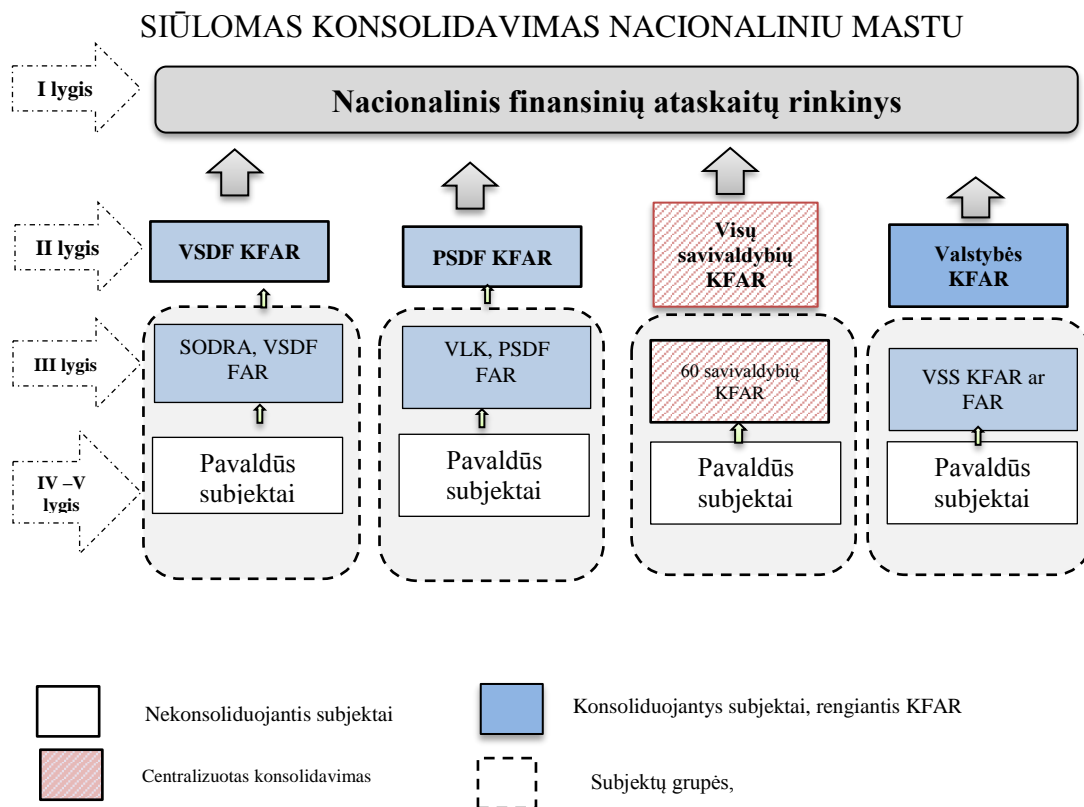 SIŪLOMAS KONSOLIDAVIMAS NACIONALINIU MASTU
I lygis
Nacionalinis finansinių ataskaitų rinkinys
II lygis
VSDF KFAR
PSDF KFAR
Visų
savivaldybių
KFAR
Valstybės
KFAR
III lygis
SODRA, VSDF
FAR
VLK, PSDF
FAR
60 savivaldybių
KFAR
VSS KFAR ar
FAR
IV –V
lygis
Pavaldūs
subjektai
Pavaldūs
subjektai
Pavaldūs
subjektai
Pavaldūs
subjektai
Nekonsoliduojantis subjektai
Konsoliduojantys subjektai, rengiantis KFAR
Centralizuotas konsolidavimas
Subjektų grupės,